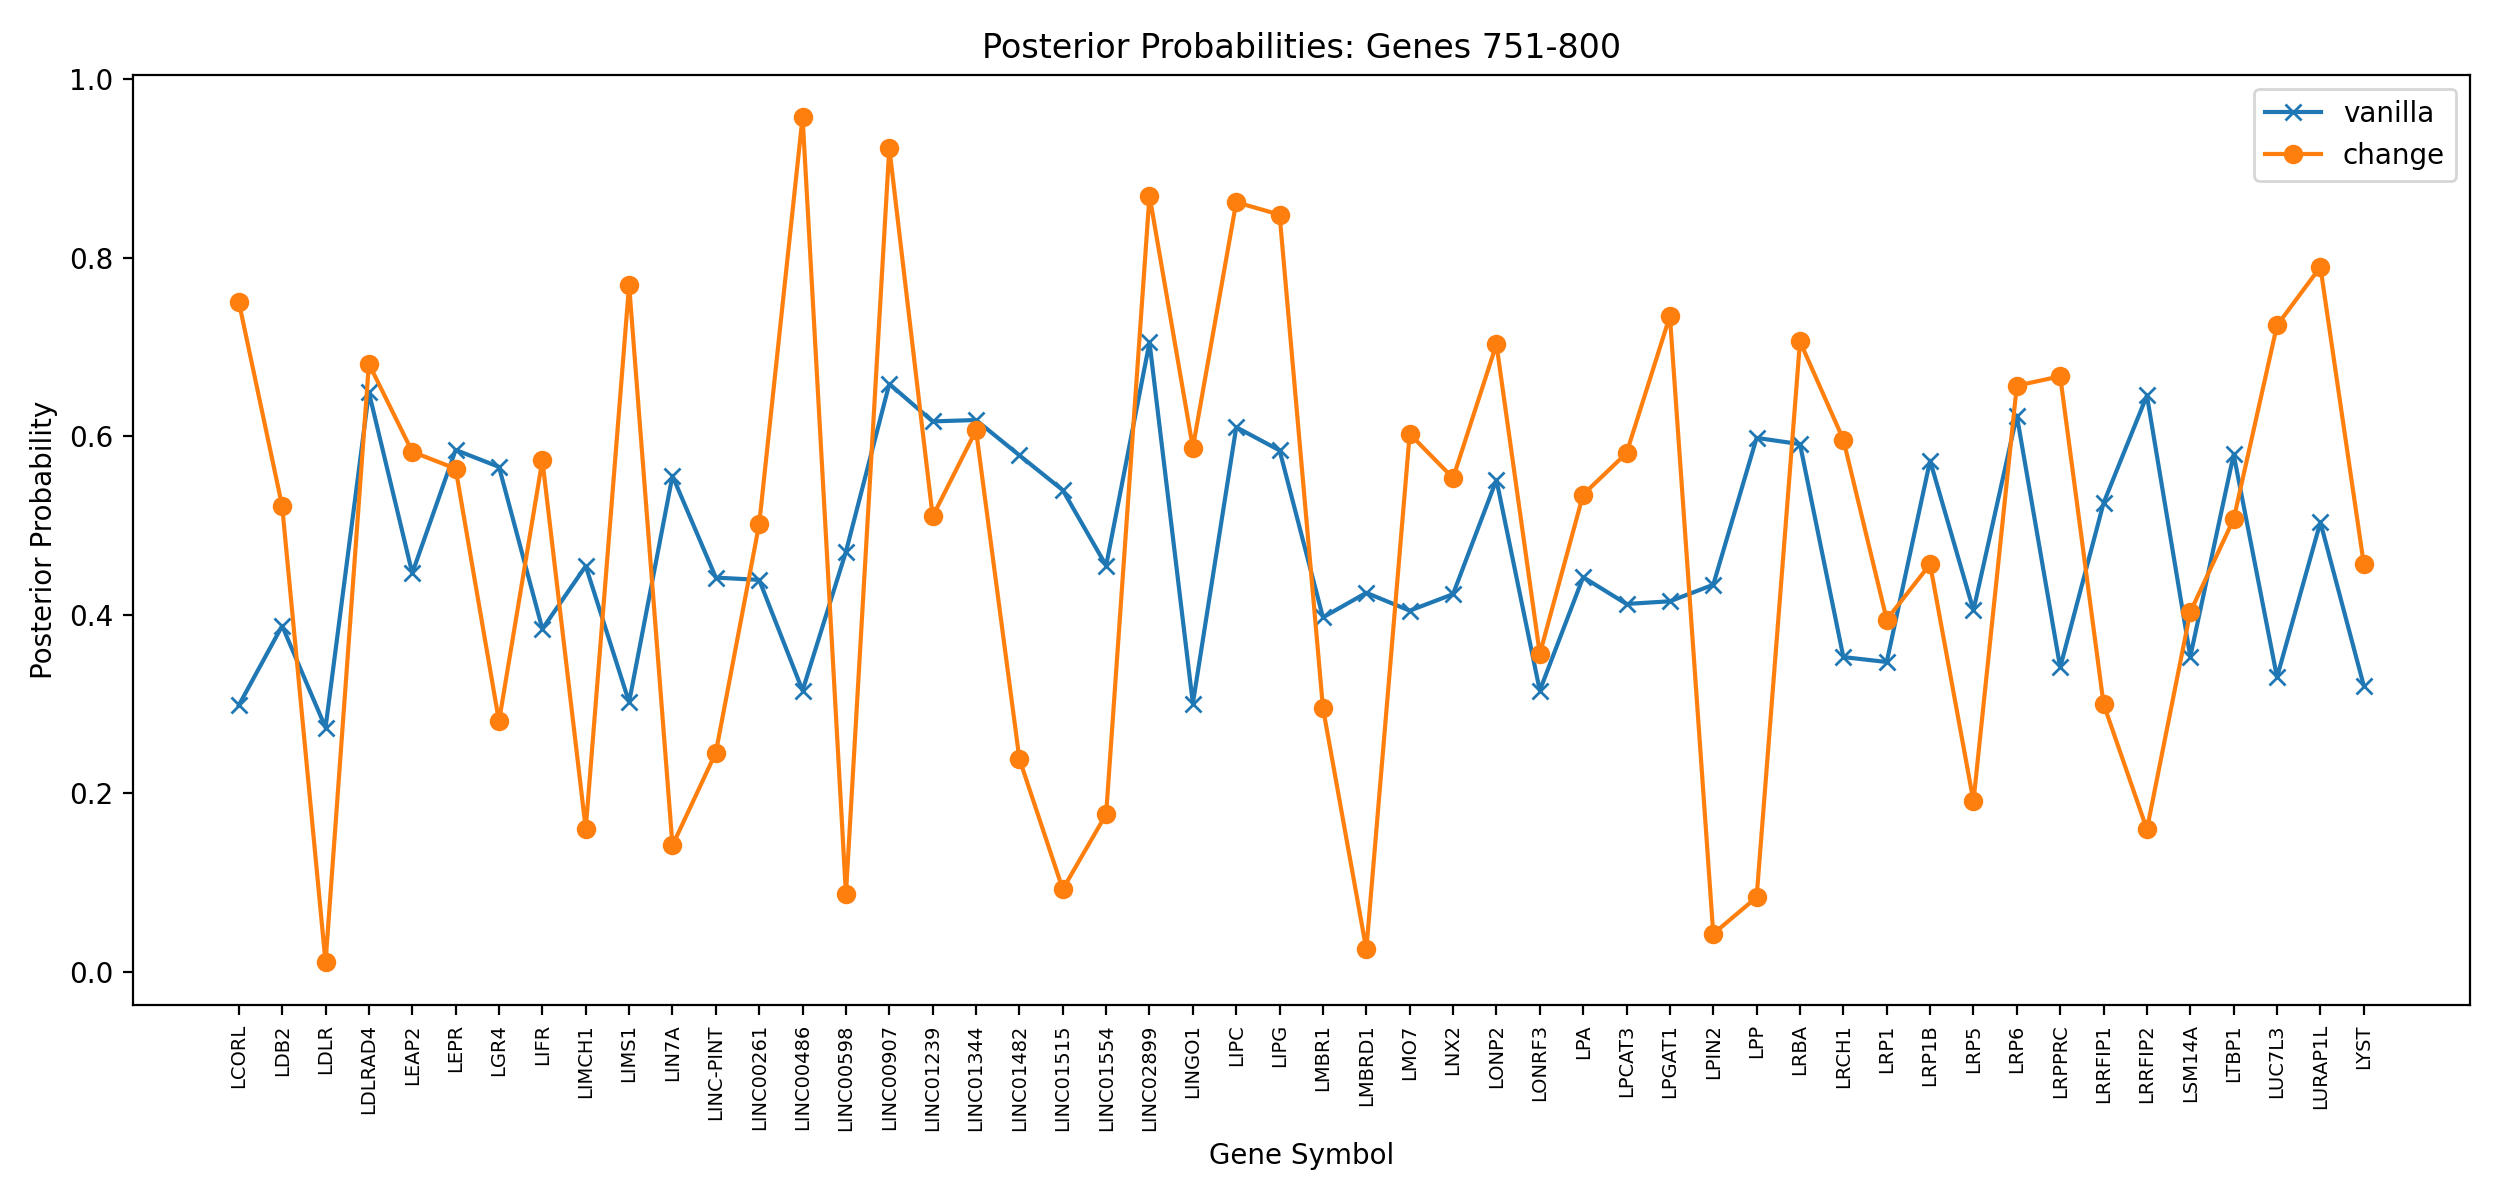 Posterior Probabilities: Genes 751-800
vanilla
change
Posterior Probability
1.0
0.8
0.6
0.4
0.2
0.0
LCORL
LDB2
LDLR
LDLRAD4
LEAP2
LEPR
LGR4
LIFR
LIMCH1
LIMS1
LIN7A
LINC-PINT
LINC00261
LINC00486
LINC00598
LINC00907
LINC01239
LINC01344
LINC01482
LINC01515
LINC01554
LINC02899
LINGO1
LIPC
LIPG
LMBR1
LMBRD1
LMO7
LNX2
LONP2
LONRF3
LPA
LPCAT3
LPGAT1
LPIN2
LPP
LRBA
LRCH1
LRP1
LRP1B
LRP5
LRP6
LRPPRC
LRRFIP1
LRRFIP2
LSM14A
LTBP1
LUC7L3
LURAP1L
LYST
Gene Symbol